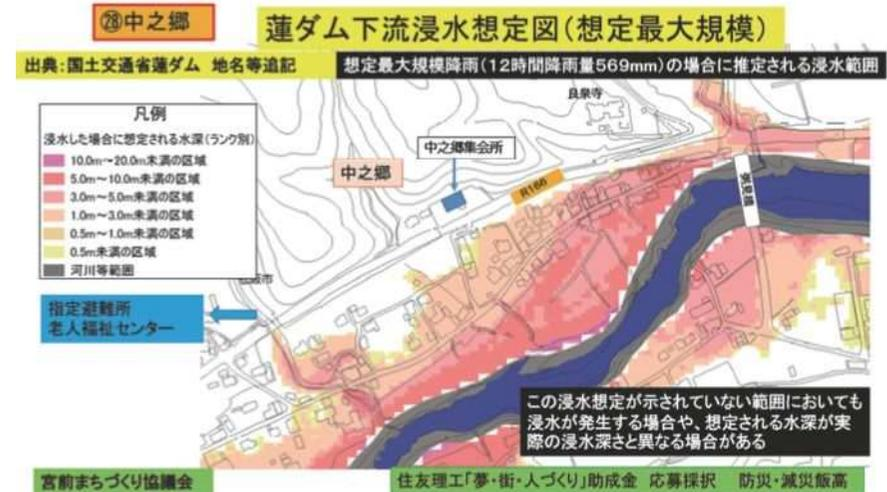 ㉘中之郷
蓮ダム下流浸水想定図(想定最大規模)
出典:国土交通省蓮ダム 地名等追記
想定最大規模降雨(12時間降雨量569mm)の場合に推定される浸水範囲
凡例
浸水した場合に想定される水深(ランク別)
10.0m～20.0m未満の区域
5.0m～10.0m未満の区域
3.0m～5.0m未満の区域
1.0m～3.0m未満の区域
0.5m～1.0m未満の区域
0.5m未満の区域
河川等範囲
良泉寺
中之郷集会所
中之郷
R166
指定避難所
老人福祉センター
この浸水想定が示されていない範囲においても
浸水が発生する場合や、想定される水深が実
際の浸水深さと異なる場合がある
宮前まちづくり協議会
住友理工「夢・街・人づくり」助成金 応募採択 防災・減災飯高